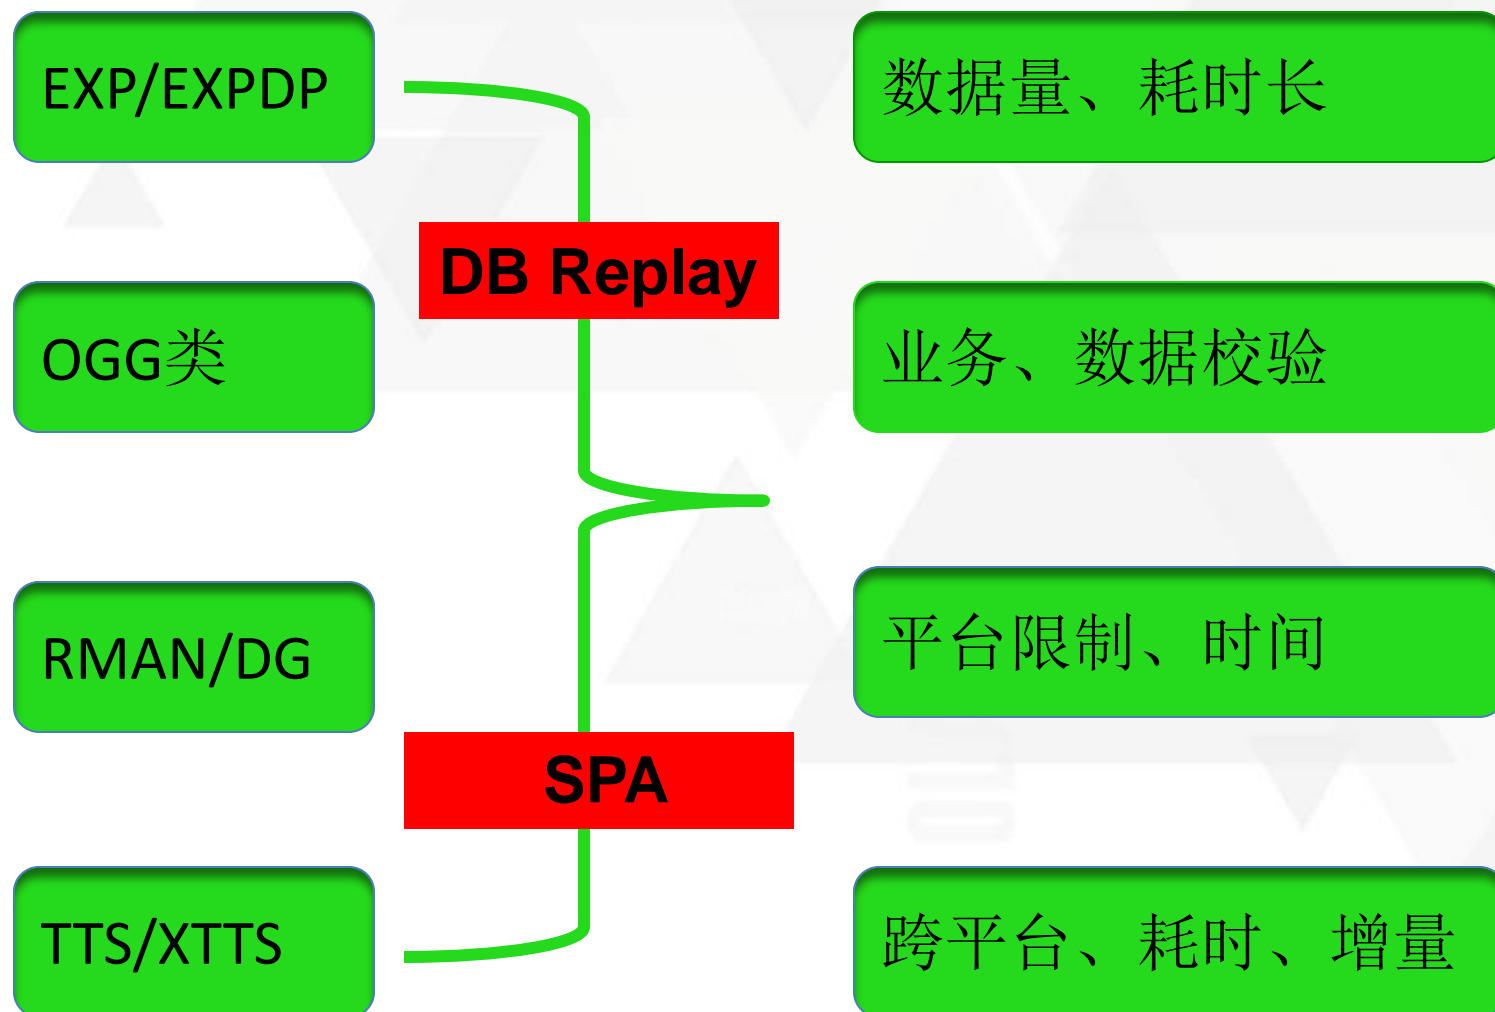 EXP/EXPDP
数据量、耗时长
DB Replay
OGG类
业务、数据校验
RMAN/DG
平台限制、时间
SPA
TTS/XTTS
跨平台、耗时、增量